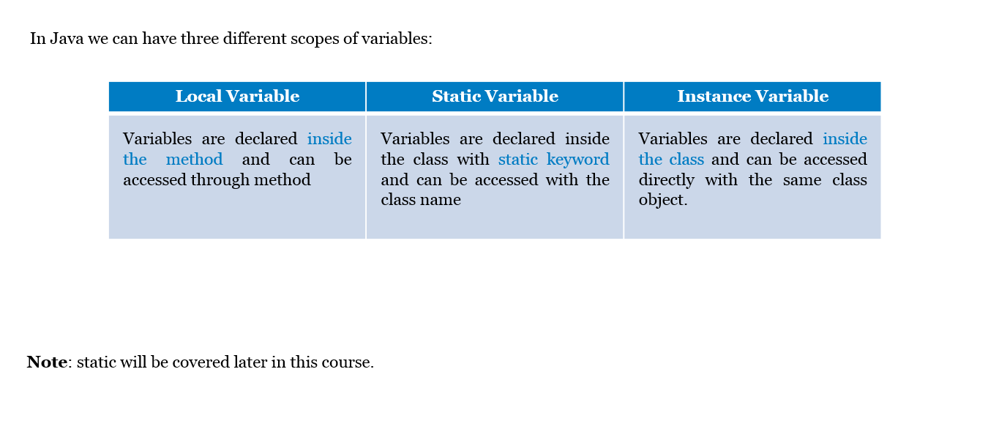 In Java we can have three different scopes of variables:
Local Variable
Static Variable
Instance Variable
Variables are declared inside
the method and can be
accessed through method
Variables are declared inside
the class with static keyword
and can be accessed with the
class name
Variables are declared inside
the class and can be accessed
directly with the same class
object.
Note: static will be covered later in this course.